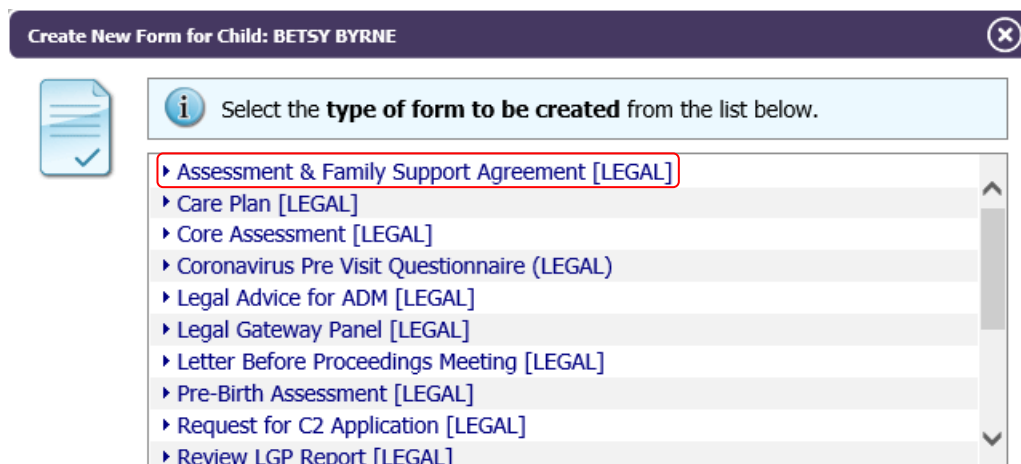 Create New Form for Child: BETSY BYRNE
Select the type of form to be created from the list below.
Assessment & Family Support Agreement [LEGAL]
Care Plan [LEGAL]
Core Assessment [LEGAL]
Coronavirus Pre Visit Questionnaire (LEGAL)
Legal Advice for ADM [LEGAL]
Legal Gateway Panel [LEGAL]
Letter Before Proceedings Meeting [LEGAL]
Pre-Birth Assessment [LEGAL]
Request for C2 Application [LEGAL]
Review LGP Report [LEGAL]